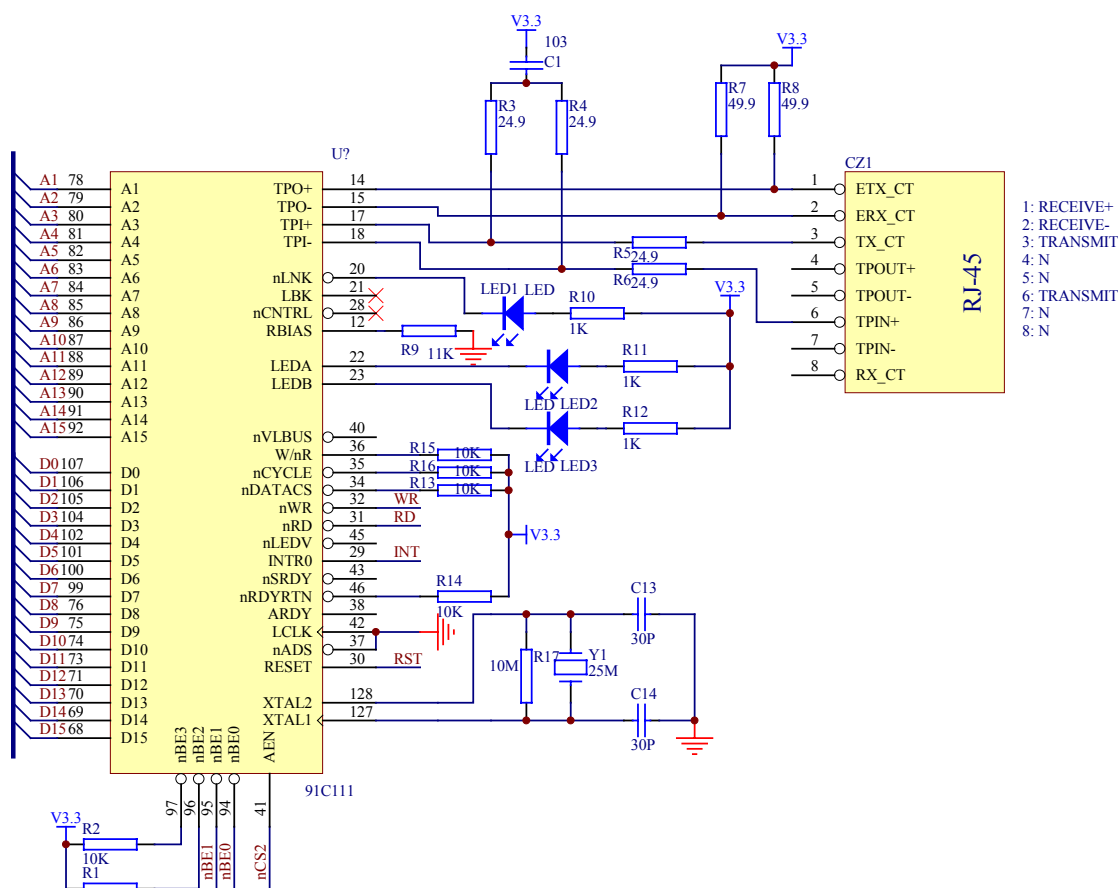 V3.3
103
C1
R3
24.9
R4
24.9
V3.3
R7
49.9
R8
49.9
U?
CZ1
A1 78
A2 79
A3 80
A4 81
A5 82
A6 83
A7 84
A8 85
A9 86
A10 87
A11 88
A12 89
A13 90
A14 91
A15 92
D0 107
D1 106
D2 105
D3 104
D4 102
D5 101
D6 100
D7 99
D8 76
D9 75
D10 74
D11 73
D12 71
D13 70
D14 69
D15 68
A1
A2
A3
A4
A5
A6
A7
A8
A9
A10
A11
A12
A13
A14
A15
D0
D1
D2
D3
D4
D5
D6
D7
D8
D9
D10
D11
D12
D13
D14
D15
TPO+ 14
TPO- 15
TPI+ 17
TPI- 18
nLNK 20
LBK 21
nCNTRL 28
RBIAS 12
LEDA 22
LEDB 23
nVLBUS 40
W/nR 36
nCYCLE 35
nDATACS 34
nWR 32 WR
nRD 31 RD
nLEDV 45
INTR0 29 INT
nSRDY 43
nRDYRTN 46
ARDY 38
LCLK 42
nADS 37
RESET 30 RST
XTAL2 128
XTAL1 127
R5
24.9
R6
24.9
LED1 LED
R10
1K
V3.3
R9
11K
R11
1K
LED LED2
R12
1K
LED LED3
R15 10K
R16 10K
R13 10K
V3.3
R14
10K
C13
30P
10M
R17
Y1
25M
C14
30P
1 ETX_CT
2 ERX_CT
3 TX_CT
4 TPOUT+
5 TPOUT-
6 TPIN+
7 TPIN-
8 RX_CT
RJ-45
1: RECEIVE+
2: RECEIVE-
3: TRANSMIT
4: N
5: N
6: TRANSMIT
7: N
8: N
nBE3
nBE2
nBE1
nBE0
AEN
91C111
97
96
95
94
41
nBE1
nBE0
nCS2
V3.3
R2
10K
R1